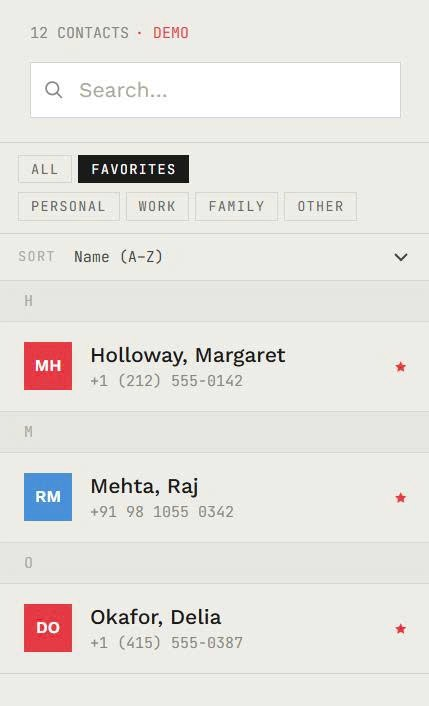 12 CONTACTS · DEMO
Search...
ALL FAVORITES
PERSONAL WORK FAMILY OTHER
SORT Name (A–Z)
H
MH Holloway, Margaret
+1 (212) 555-0142
M
RM Mehta, Raj
+91 98 1055 0342
O
DO Okafor, Delia
+1 (415) 555-0387